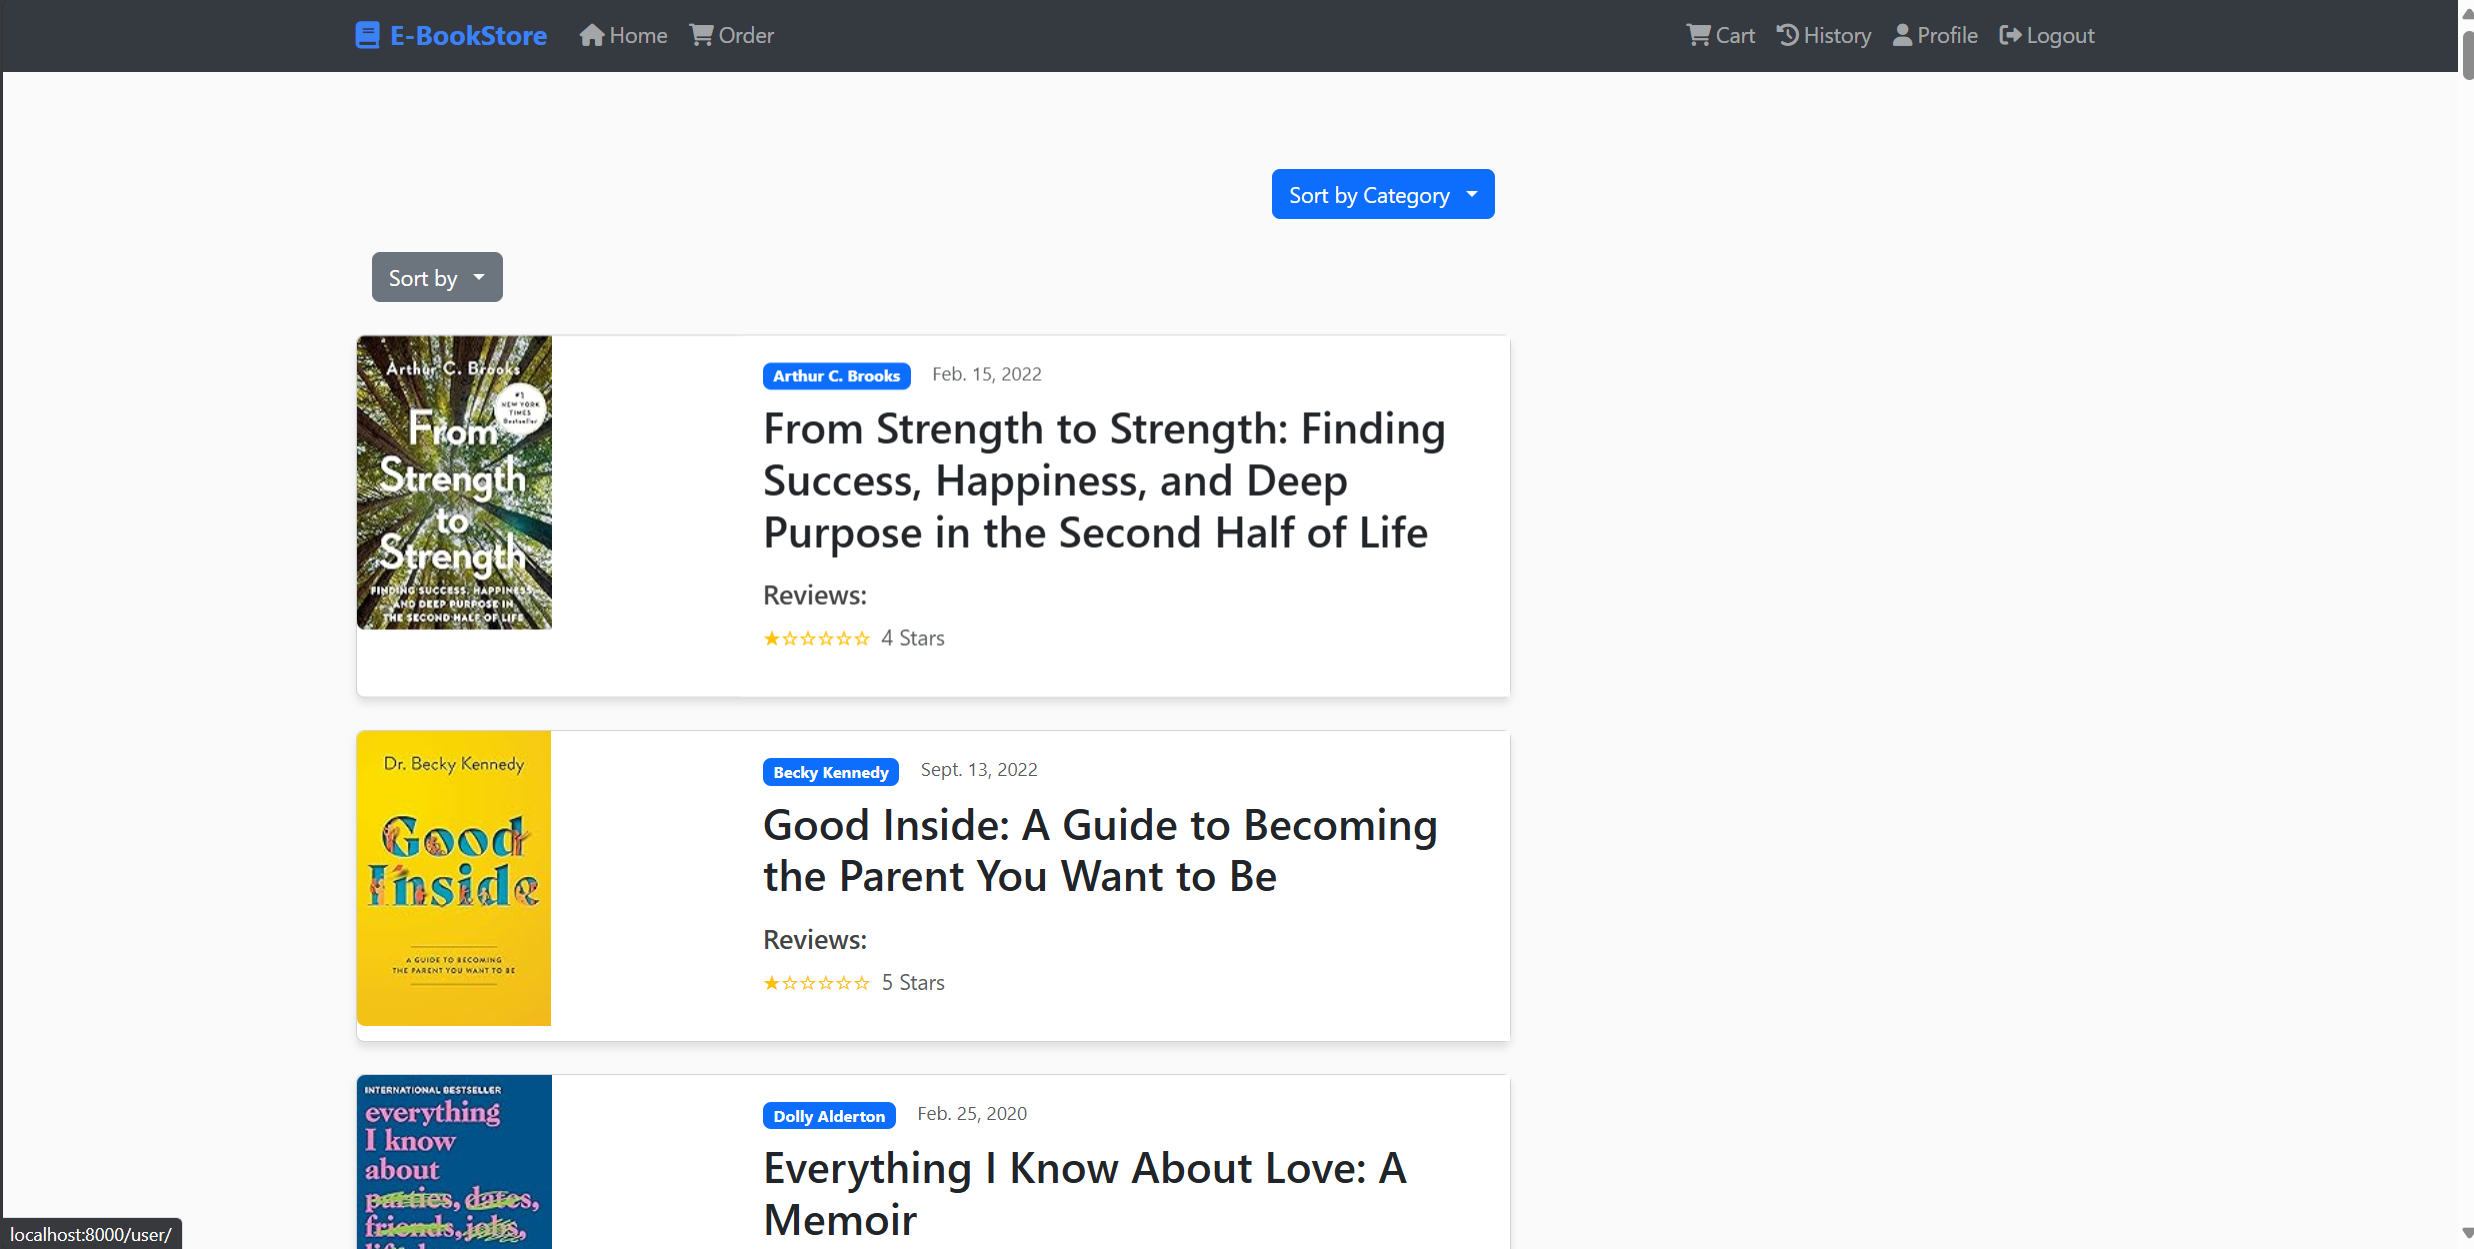 E-BookStore Home Order Cart History Profile Logout
Sort by Category
Sort by
Arthur C. Brooks
#1
NEW YORK
TIMES
Bestseller
From
Strength
to
Strength
FINDING SUCCESS, HAPPINESS,
AND DEEP PURPOSE IN
THE SECOND HALF OF LIFE
Arthur C. Brooks Feb. 15, 2022
From Strength to Strength: Finding
Success, Happiness, and Deep
Purpose in the Second Half of Life
Reviews:
★☆☆☆☆☆ 4 Stars
Dr. Becky Kennedy
Good
Inside
A GUIDE TO BECOMING
THE PARENT YOU WANT TO BE
Becky Kennedy Sept. 13, 2022
Good Inside: A Guide to Becoming
the Parent You Want to Be
Reviews:
★☆☆☆☆☆ 5 Stars
INTERNATIONAL BESTSELLER
everything
I know
about
parties, dates,
friends, jobs,
Dolly Alderton Feb. 25, 2020
Everything I Know About Love: A
Memoir
localhost:8000/user/